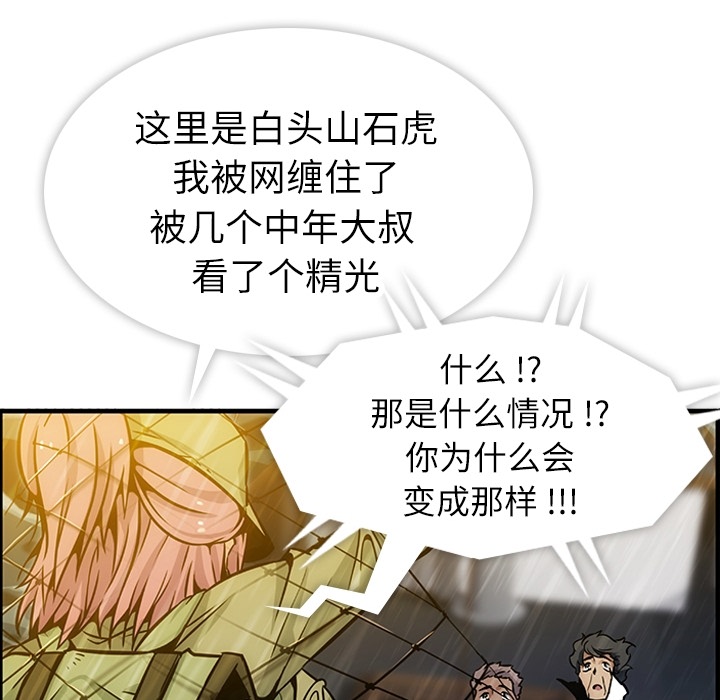 这里是白头山石虎
我被网缠住了
被几个中年大叔
看了个精光
什么!?
那是什么情况!?
你为什么会
变成那样!!!